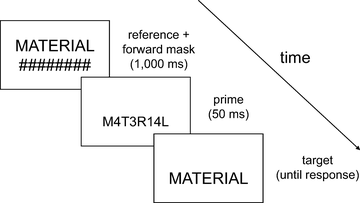 MATERIAL
########
reference +
forward mask
(1,000 ms)
time
M4T3R14L
prime
(50 ms)
MATERIAL
target
(until response)